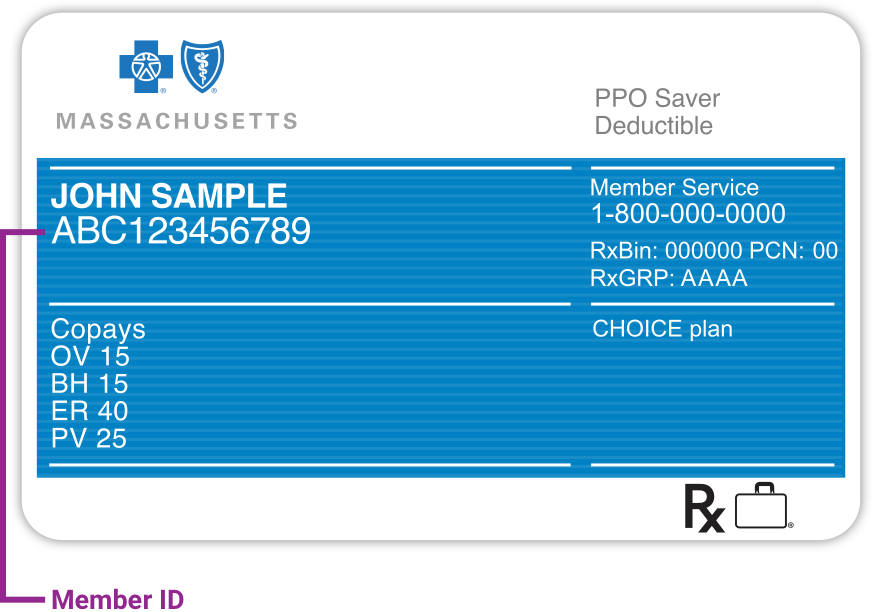 MASSACHUSETTS
PPO Saver
Deductible
JOHN SAMPLE
ABC123456789
Member Service
1-800-000-0000
RxBin: 000000 PCN: 00
RxGRP: AAAA
Copays
OV 15
BH 15
ER 40
PV 25
CHOICE plan
Rx
Member ID